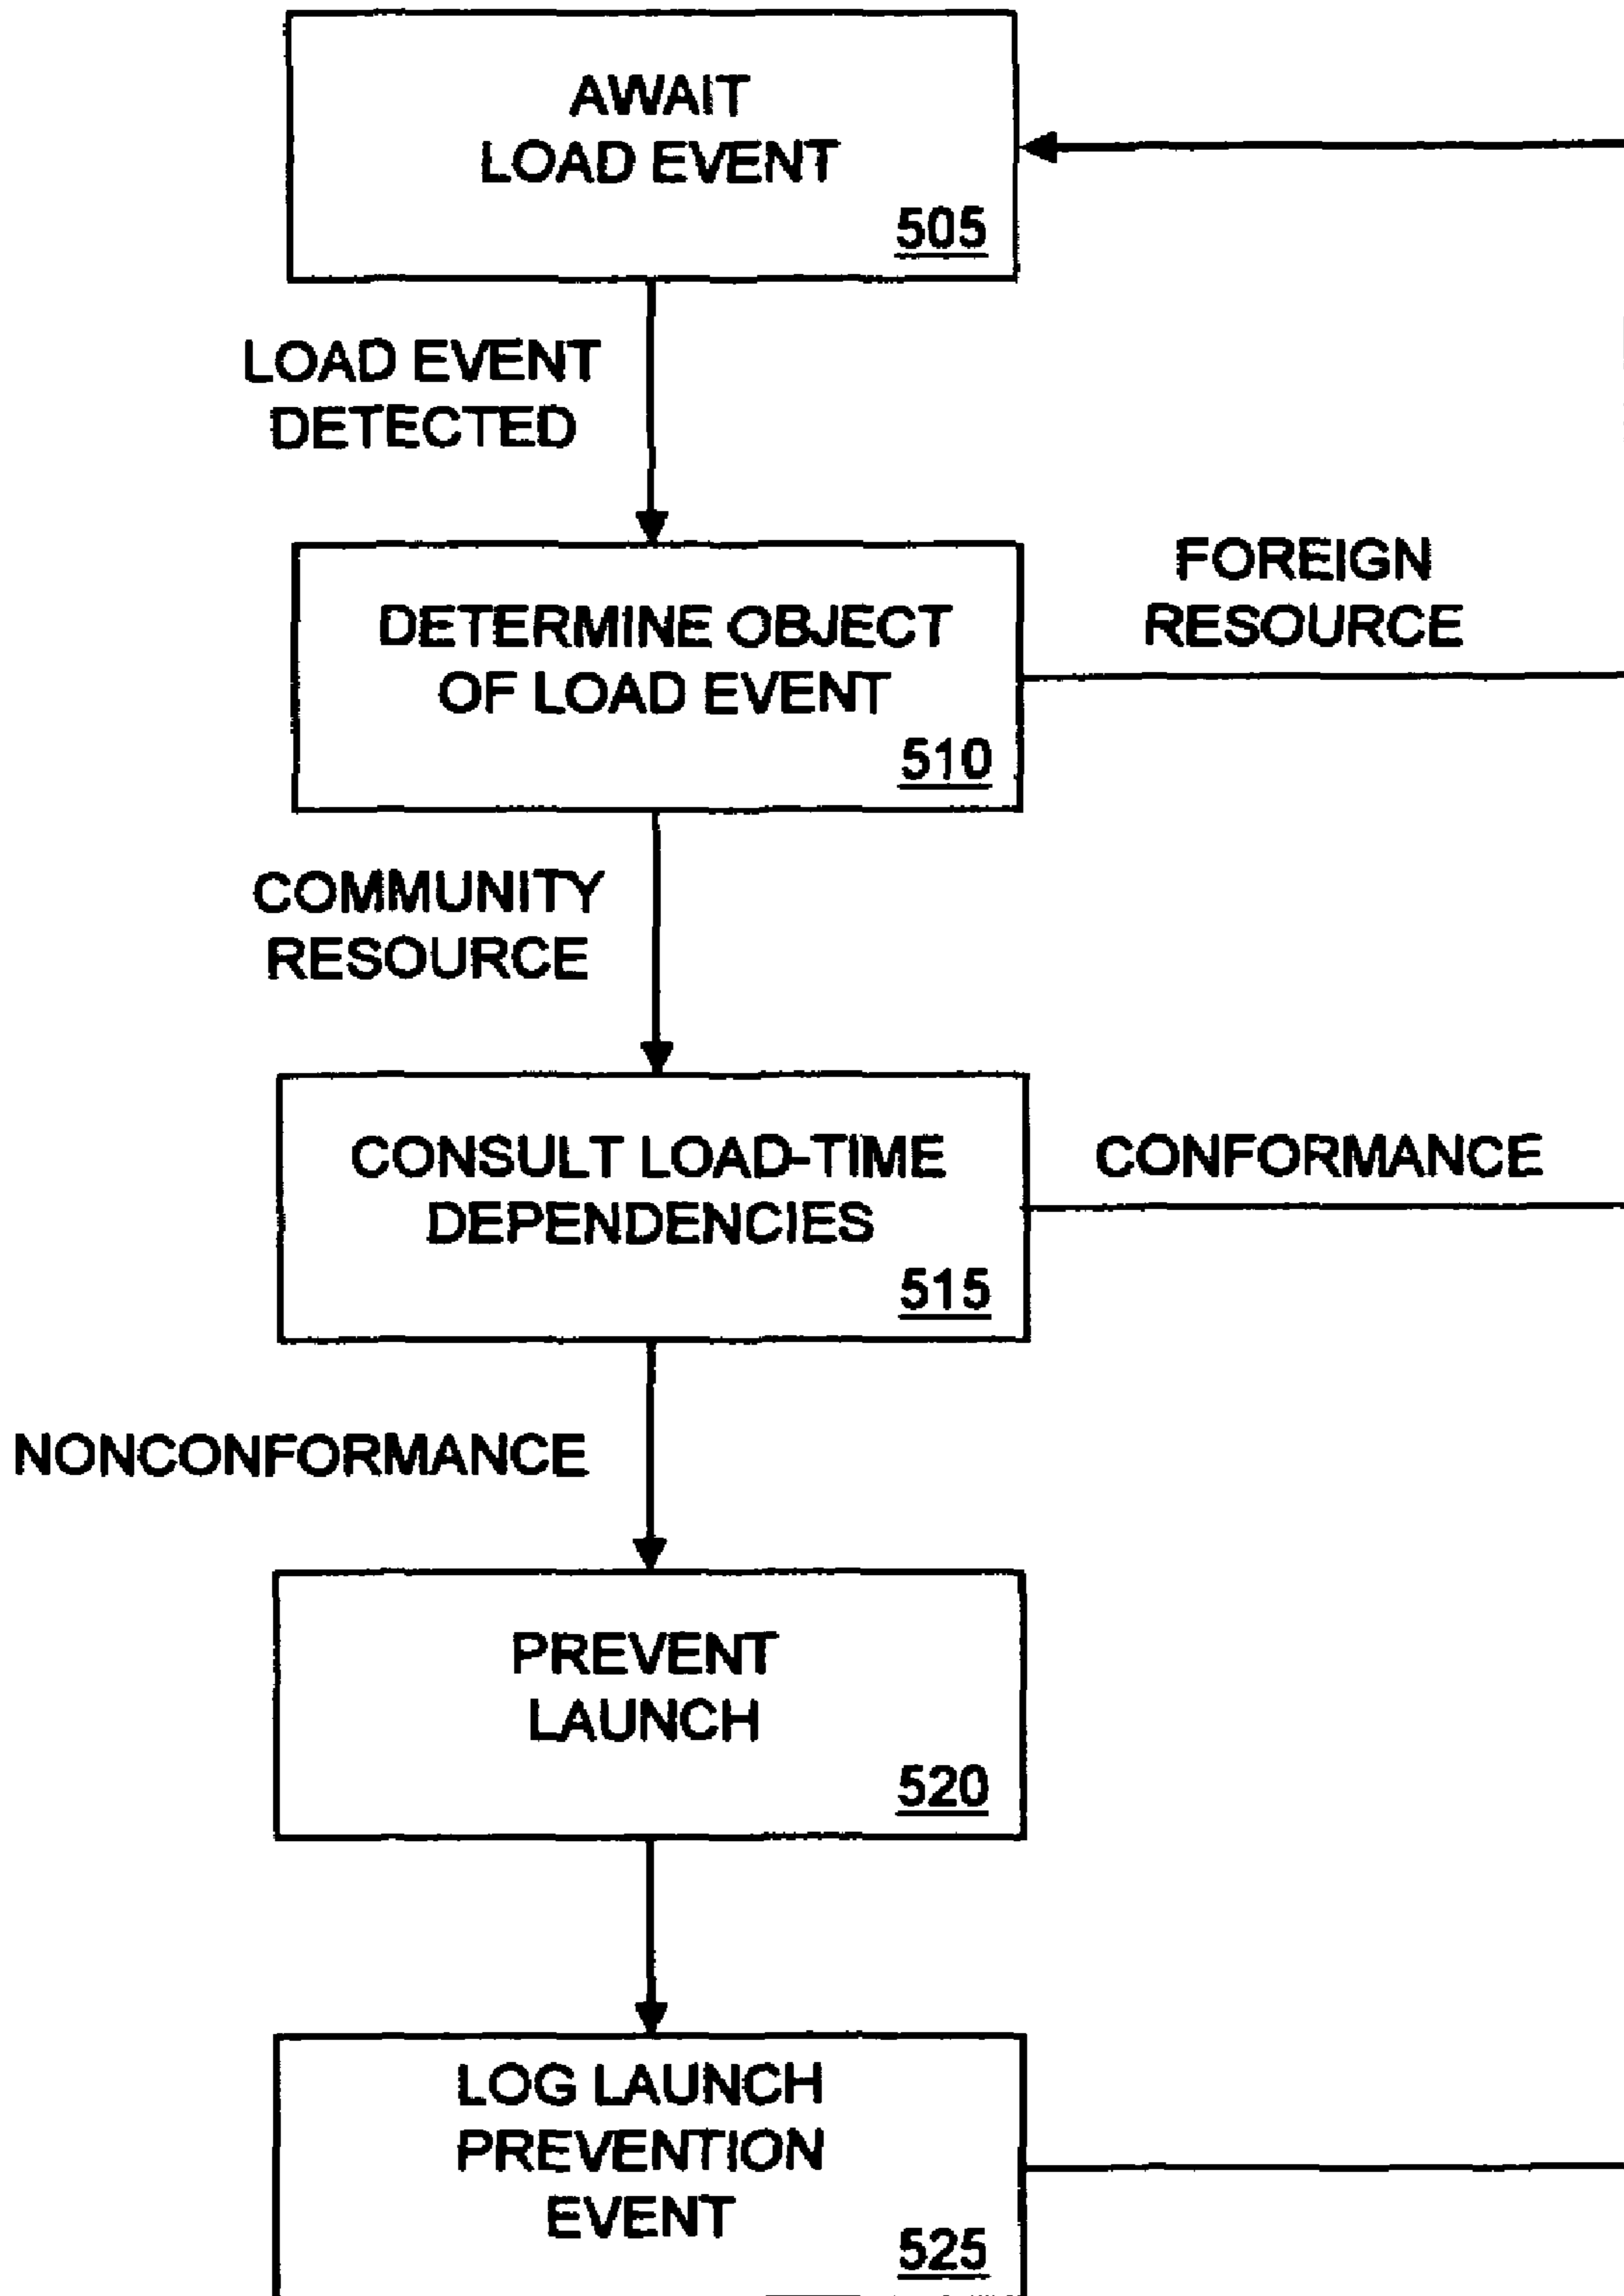 AWAIT
LOAD EVENT
505
LOAD EVENT
DETECTED
DETERMINE OBJECT
OF LOAD EVENT
510
FOREIGN
RESOURCE
COMMUNITY
RESOURCE
CONSULT LOAD-TIME
DEPENDENCIES
515
CONFORMANCE
NONCONFORMANCE
PREVENT
LAUNCH
520
LOG LAUNCH
PREVENTION
EVENT
525